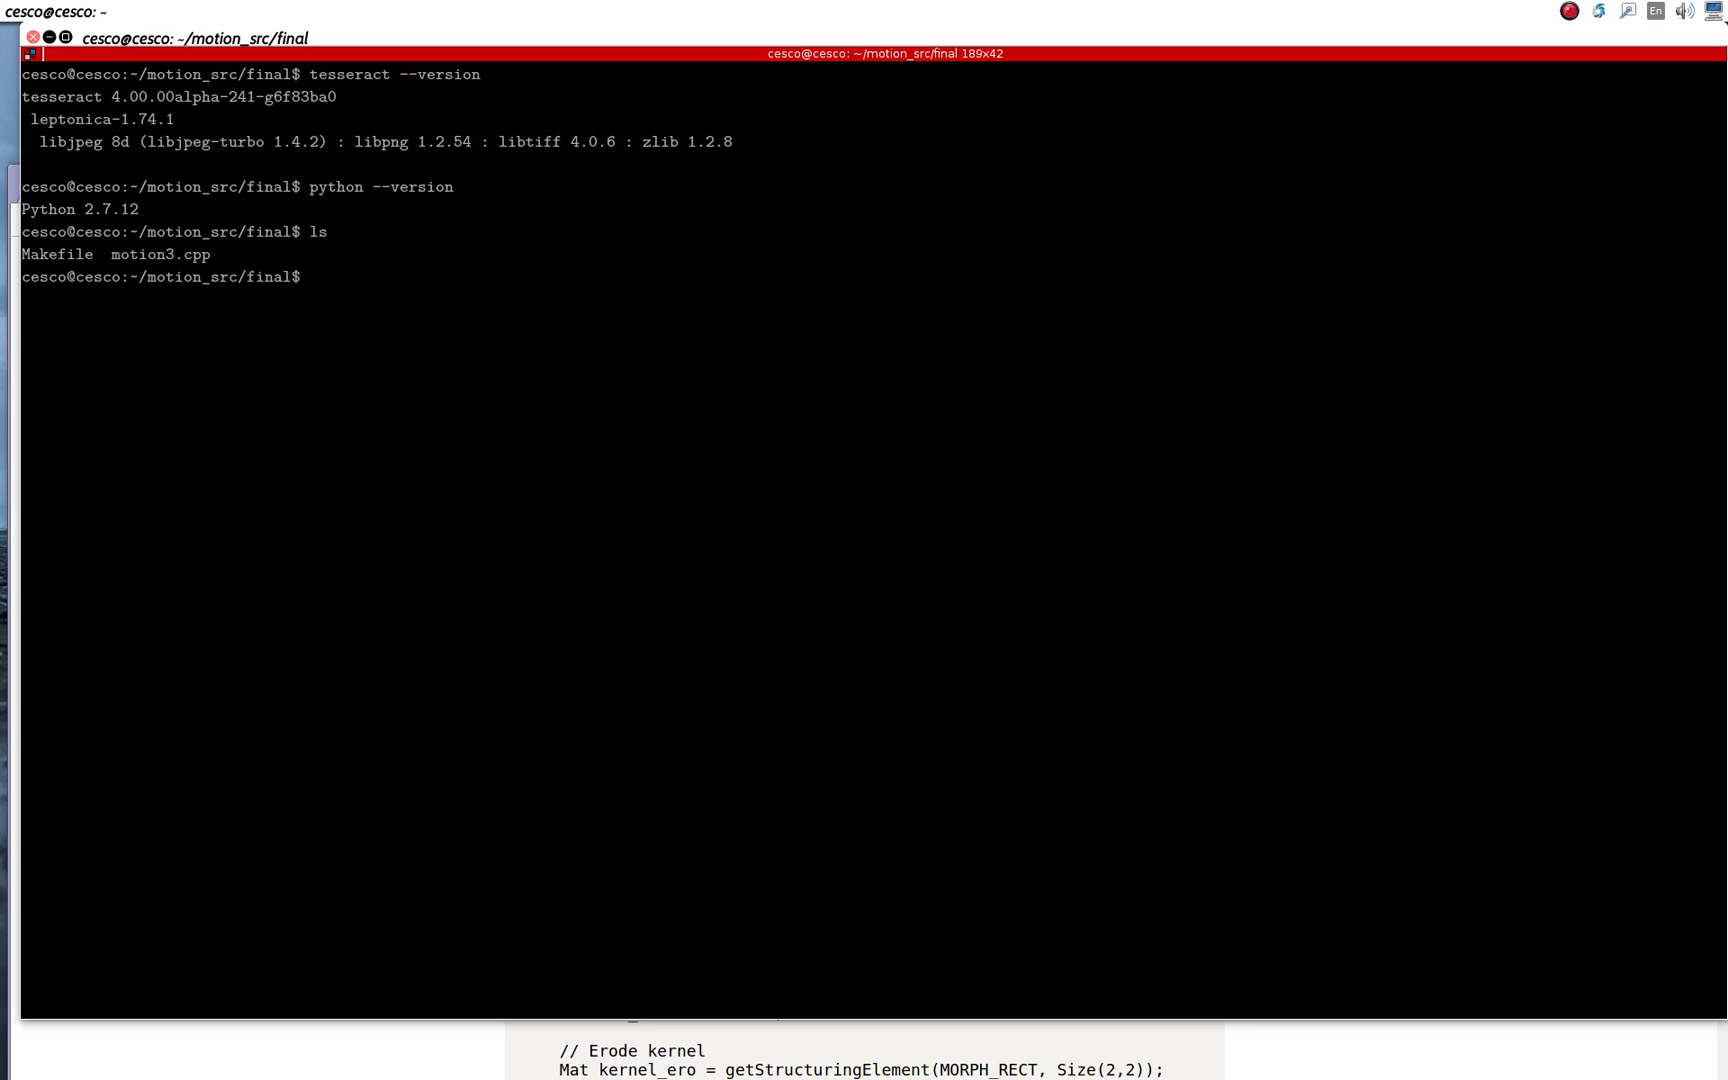 cesco@cesco: ~
En
cesco@cesco: ~/motion_src/final
cesco@cesco: ~/motion_src/final 189x42
cesco@cesco:~/motion_src/final$ tesseract --version
tesseract 4.00.00alpha-241-g6f83ba0
leptonica-1.74.1
libjpeg 8d (libjpeg-turbo 1.4.2) : libpng 1.2.54 : libtiff 4.0.6 : zlib 1.2.8
cesco@cesco:~/motion_src/final$ python --version
Python 2.7.12
cesco@cesco:~/motion_src/final$ ls
Makefile  motion3.cpp
cesco@cesco:~/motion_src/final$
// Erode kernel
Mat kernel_ero = getStructuringElement(MORPH_RECT, Size(2,2));